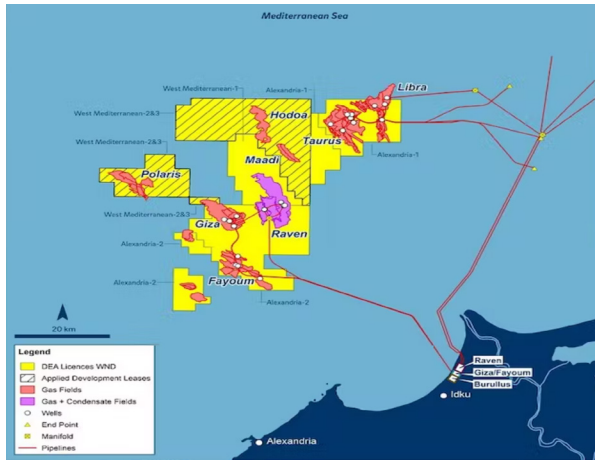 Mediterranean Sea
West Mediterranean-1
Alexandria-1
Libra
West Mediterranean-2&3
Hodoa
Taurus
West Mediterranean-2&3
Alexandria-1
Maadi
Polaris
West Mediterranean-2&3
Giza
Raven
Alexandria-2
Fayoum
Alexandria-2
Alexandria-2
20 km
Legend
DEA Licences WND
Applied Development Leases
Gas Fields
Gas + Condensate Fields
Wells
End Point
Manifold
Pipelines
Raven
Giza/Fayoum
Burullus
Idku
Alexandria